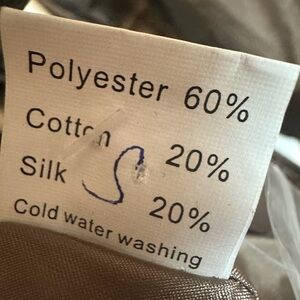 Polyester 60%
Cotton 20%
Silk S 20%
Cold water washing